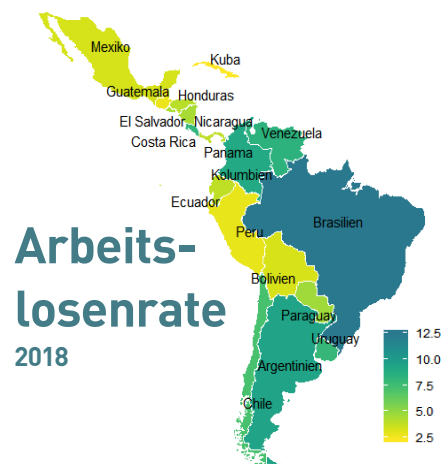 Mexiko
Kuba
Guatemala
Honduras
El Salvador
Nicaragua
Costa Rica
Venezuela
Panama
Kolumbien
Ecuador
Peru
Brasilien
Arbeits-
losenrate
2018
Bolivien
Paraguay
Uruguay
Argentinien
Chile
12.5
10.0
7.5
5.0
2.5